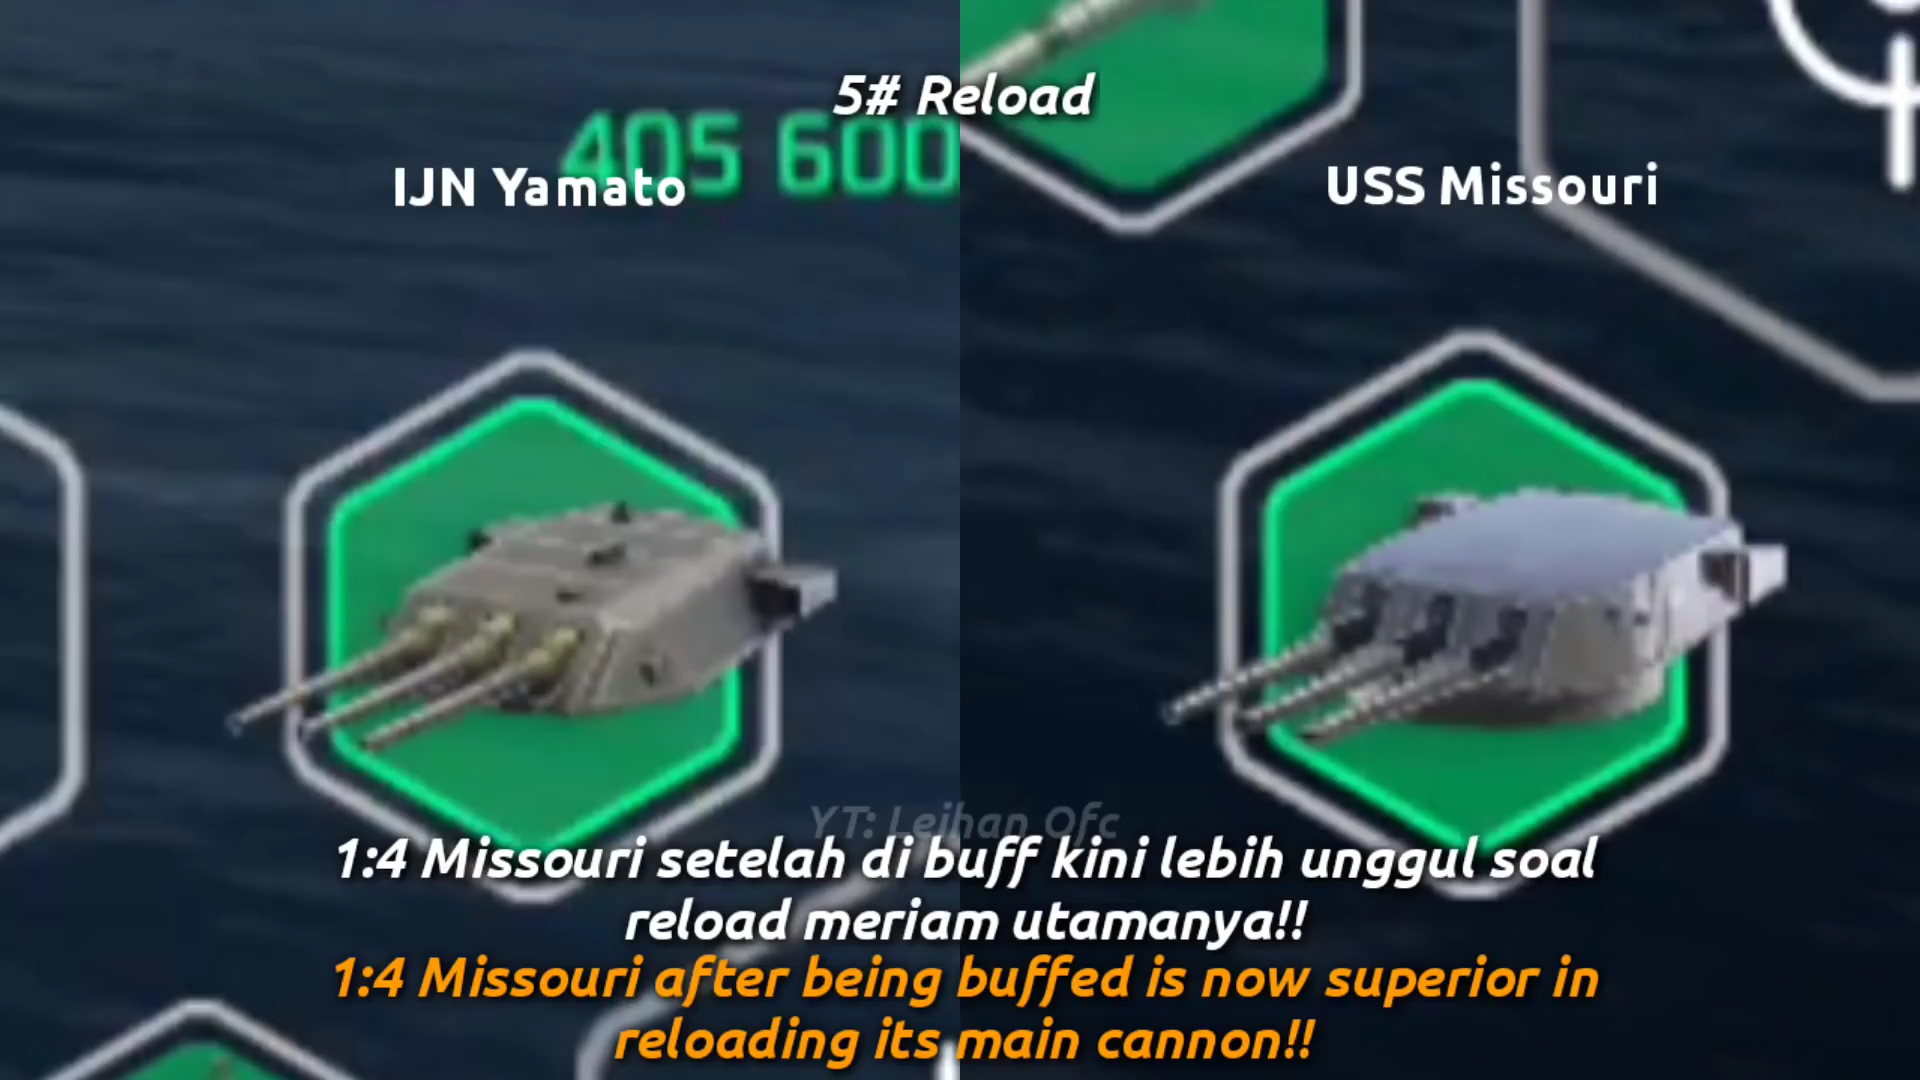 5# Reload
405 600
IJN Yamato
USS Missouri
YT: Leihan Ofc
1:4 Missouri setelah di buff kini lebih unggul soal
reload meriam utamanya!!
1:4 Missouri after being buffed is now superior in
reloading its main cannon!!